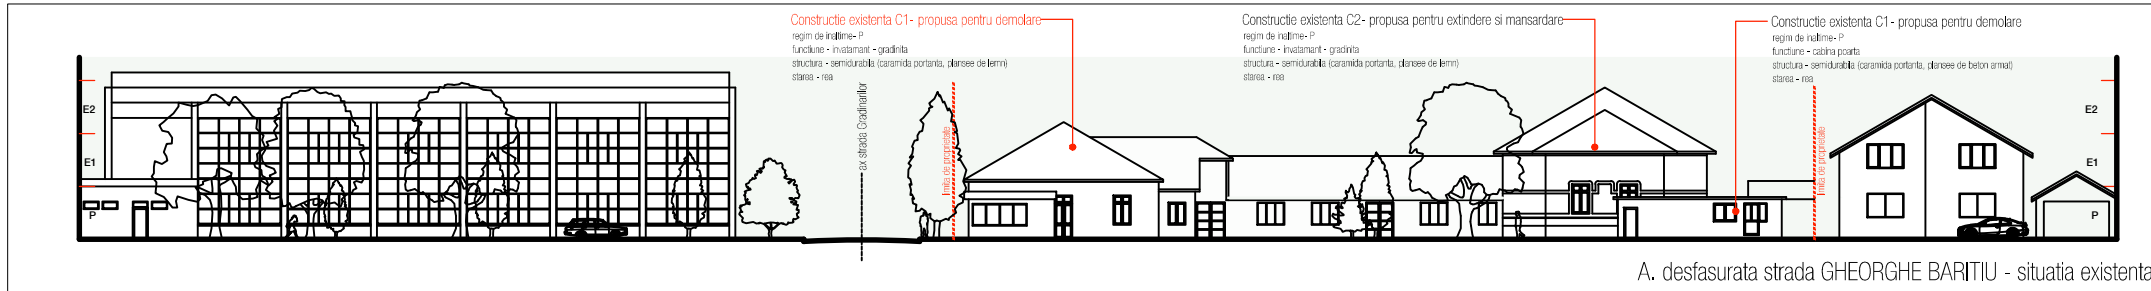 Constructie existenta C1- propusa pentru demolare
regim de inaltime- P
functiune - invatamant - gradinita
structura - semidurabila (caramida portanta, plansee de lemn)
starea - rea
Constructie existenta C2- propusa pentru extindere si mansardare
regim de inaltime- P
functiune - invatamant - gradinita
structura - semidurabila (caramida portanta, plansee de lemn)
starea - rea
Constructie existenta C1- propusa pentru demolare
regim de inaltime- P
functiune - cabina poarta
structura - semidurabila (caramida portanta, plansee de beton armat)
starea - rea
E2
E1
P
ax strada Gradinarilor
limita de proprietate
limita de proprietate
E2
E1
P
A. desfasurata strada GHEORGHE BARITIU - situatia existenta